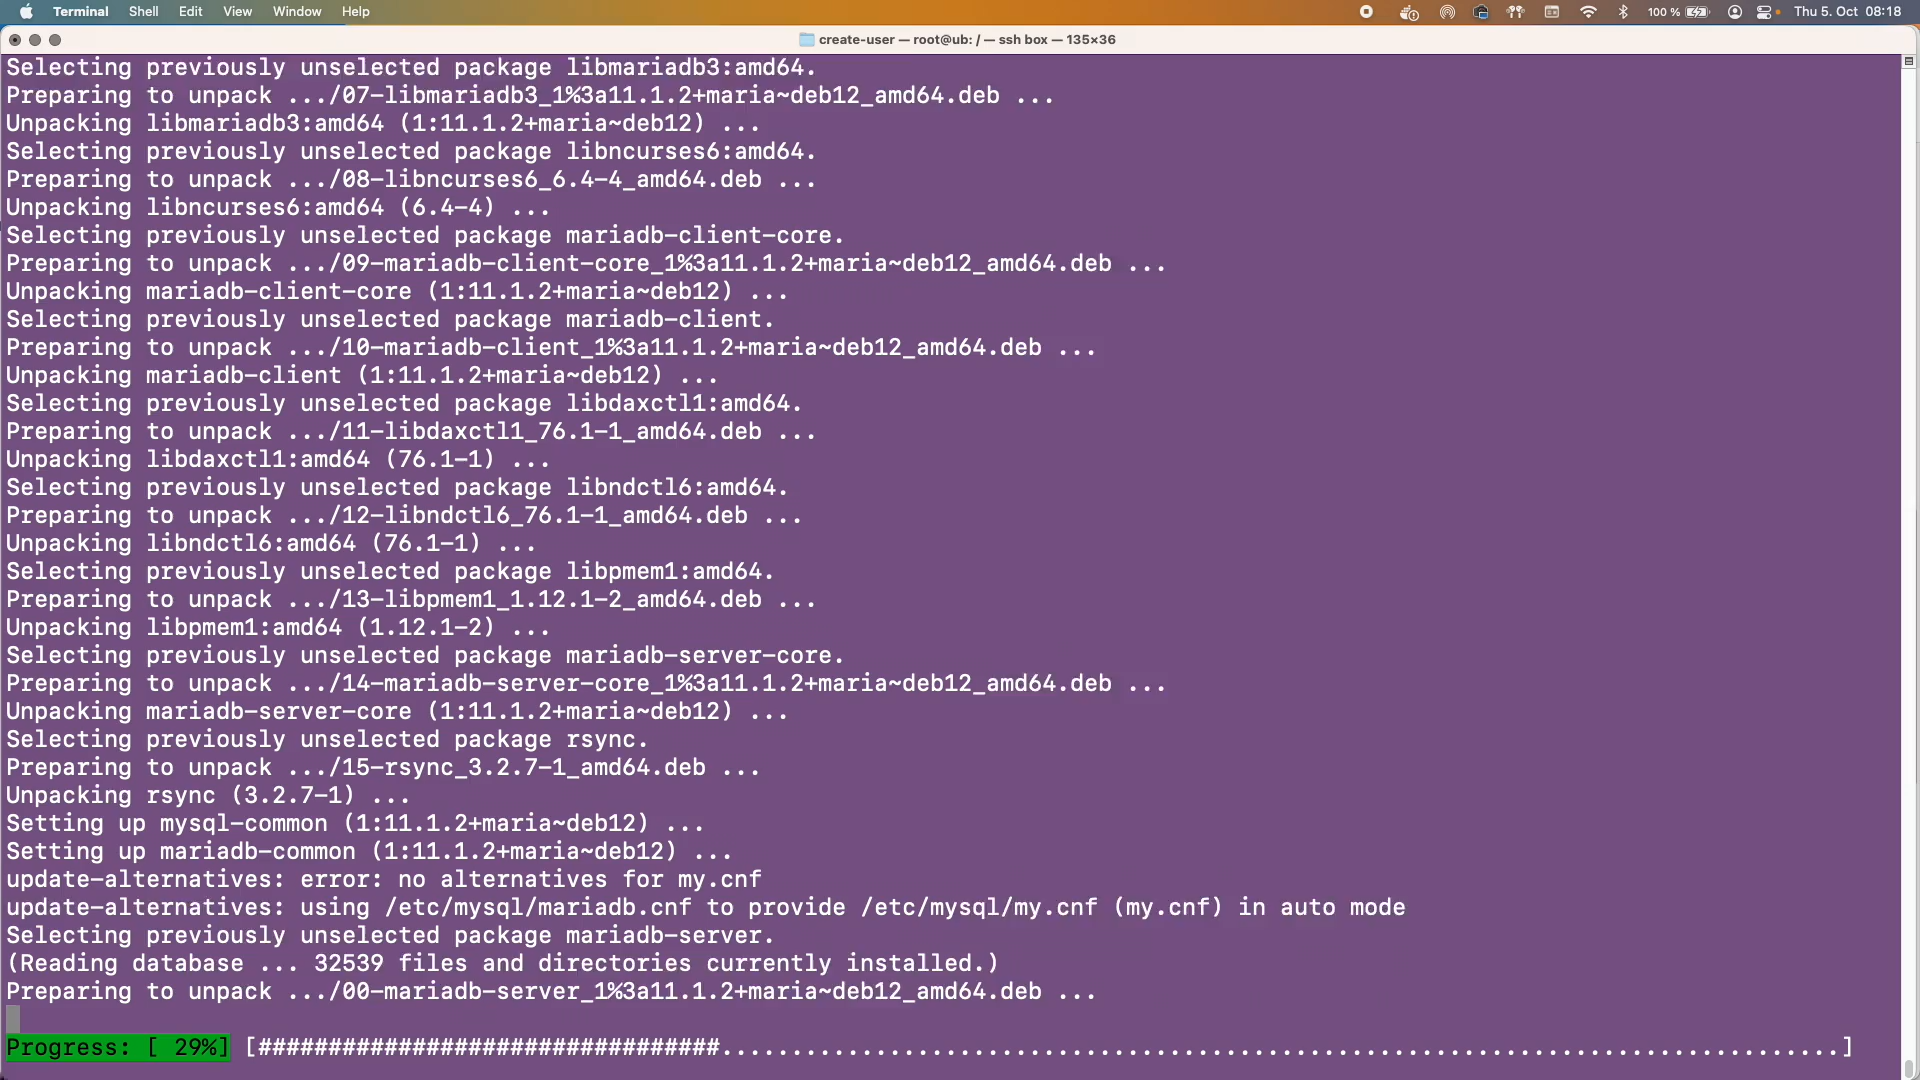 Terminal Shell Edit View Window Help 100 % Thu 5. Oct 08:18
create-user — root@ub: / — ssh box — 135×36
Selecting previously unselected package libmariadb3:amd64.
Preparing to unpack .../07-libmariadb3_1%3a11.1.2+maria~deb12_amd64.deb ...
Unpacking libmariadb3:amd64 (1:11.1.2+maria~deb12) ...
Selecting previously unselected package libncurses6:amd64.
Preparing to unpack .../08-libncurses6_6.4-4_amd64.deb ...
Unpacking libncurses6:amd64 (6.4-4) ...
Selecting previously unselected package mariadb-client-core.
Preparing to unpack .../09-mariadb-client-core_1%3a11.1.2+maria~deb12_amd64.deb ...
Unpacking mariadb-client-core (1:11.1.2+maria~deb12) ...
Selecting previously unselected package mariadb-client.
Preparing to unpack .../10-mariadb-client_1%3a11.1.2+maria~deb12_amd64.deb ...
Unpacking mariadb-client (1:11.1.2+maria~deb12) ...
Selecting previously unselected package libdaxctl1:amd64.
Preparing to unpack .../11-libdaxctl1_76.1-1_amd64.deb ...
Unpacking libdaxctl1:amd64 (76.1-1) ...
Selecting previously unselected package libndctl6:amd64.
Preparing to unpack .../12-libndctl6_76.1-1_amd64.deb ...
Unpacking libndctl6:amd64 (76.1-1) ...
Selecting previously unselected package libpmem1:amd64.
Preparing to unpack .../13-libpmem1_1.12.1-2_amd64.deb ...
Unpacking libpmem1:amd64 (1.12.1-2) ...
Selecting previously unselected package mariadb-server-core.
Preparing to unpack .../14-mariadb-server-core_1%3a11.1.2+maria~deb12_amd64.deb ...
Unpacking mariadb-server-core (1:11.1.2+maria~deb12) ...
Selecting previously unselected package rsync.
Preparing to unpack .../15-rsync_3.2.7-1_amd64.deb ...
Unpacking rsync (3.2.7-1) ...
Setting up mysql-common (1:11.1.2+maria~deb12) ...
Setting up mariadb-common (1:11.1.2+maria~deb12) ...
update-alternatives: error: no alternatives for my.cnf
update-alternatives: using /etc/mysql/mariadb.cnf to provide /etc/mysql/my.cnf (my.cnf) in auto mode
Selecting previously unselected package mariadb-server.
(Reading database ... 32539 files and directories currently installed.)
Preparing to unpack .../00-mariadb-server_1%3a11.1.2+maria~deb12_amd64.deb ...
Progress: [ 29%] [#################################................................................]